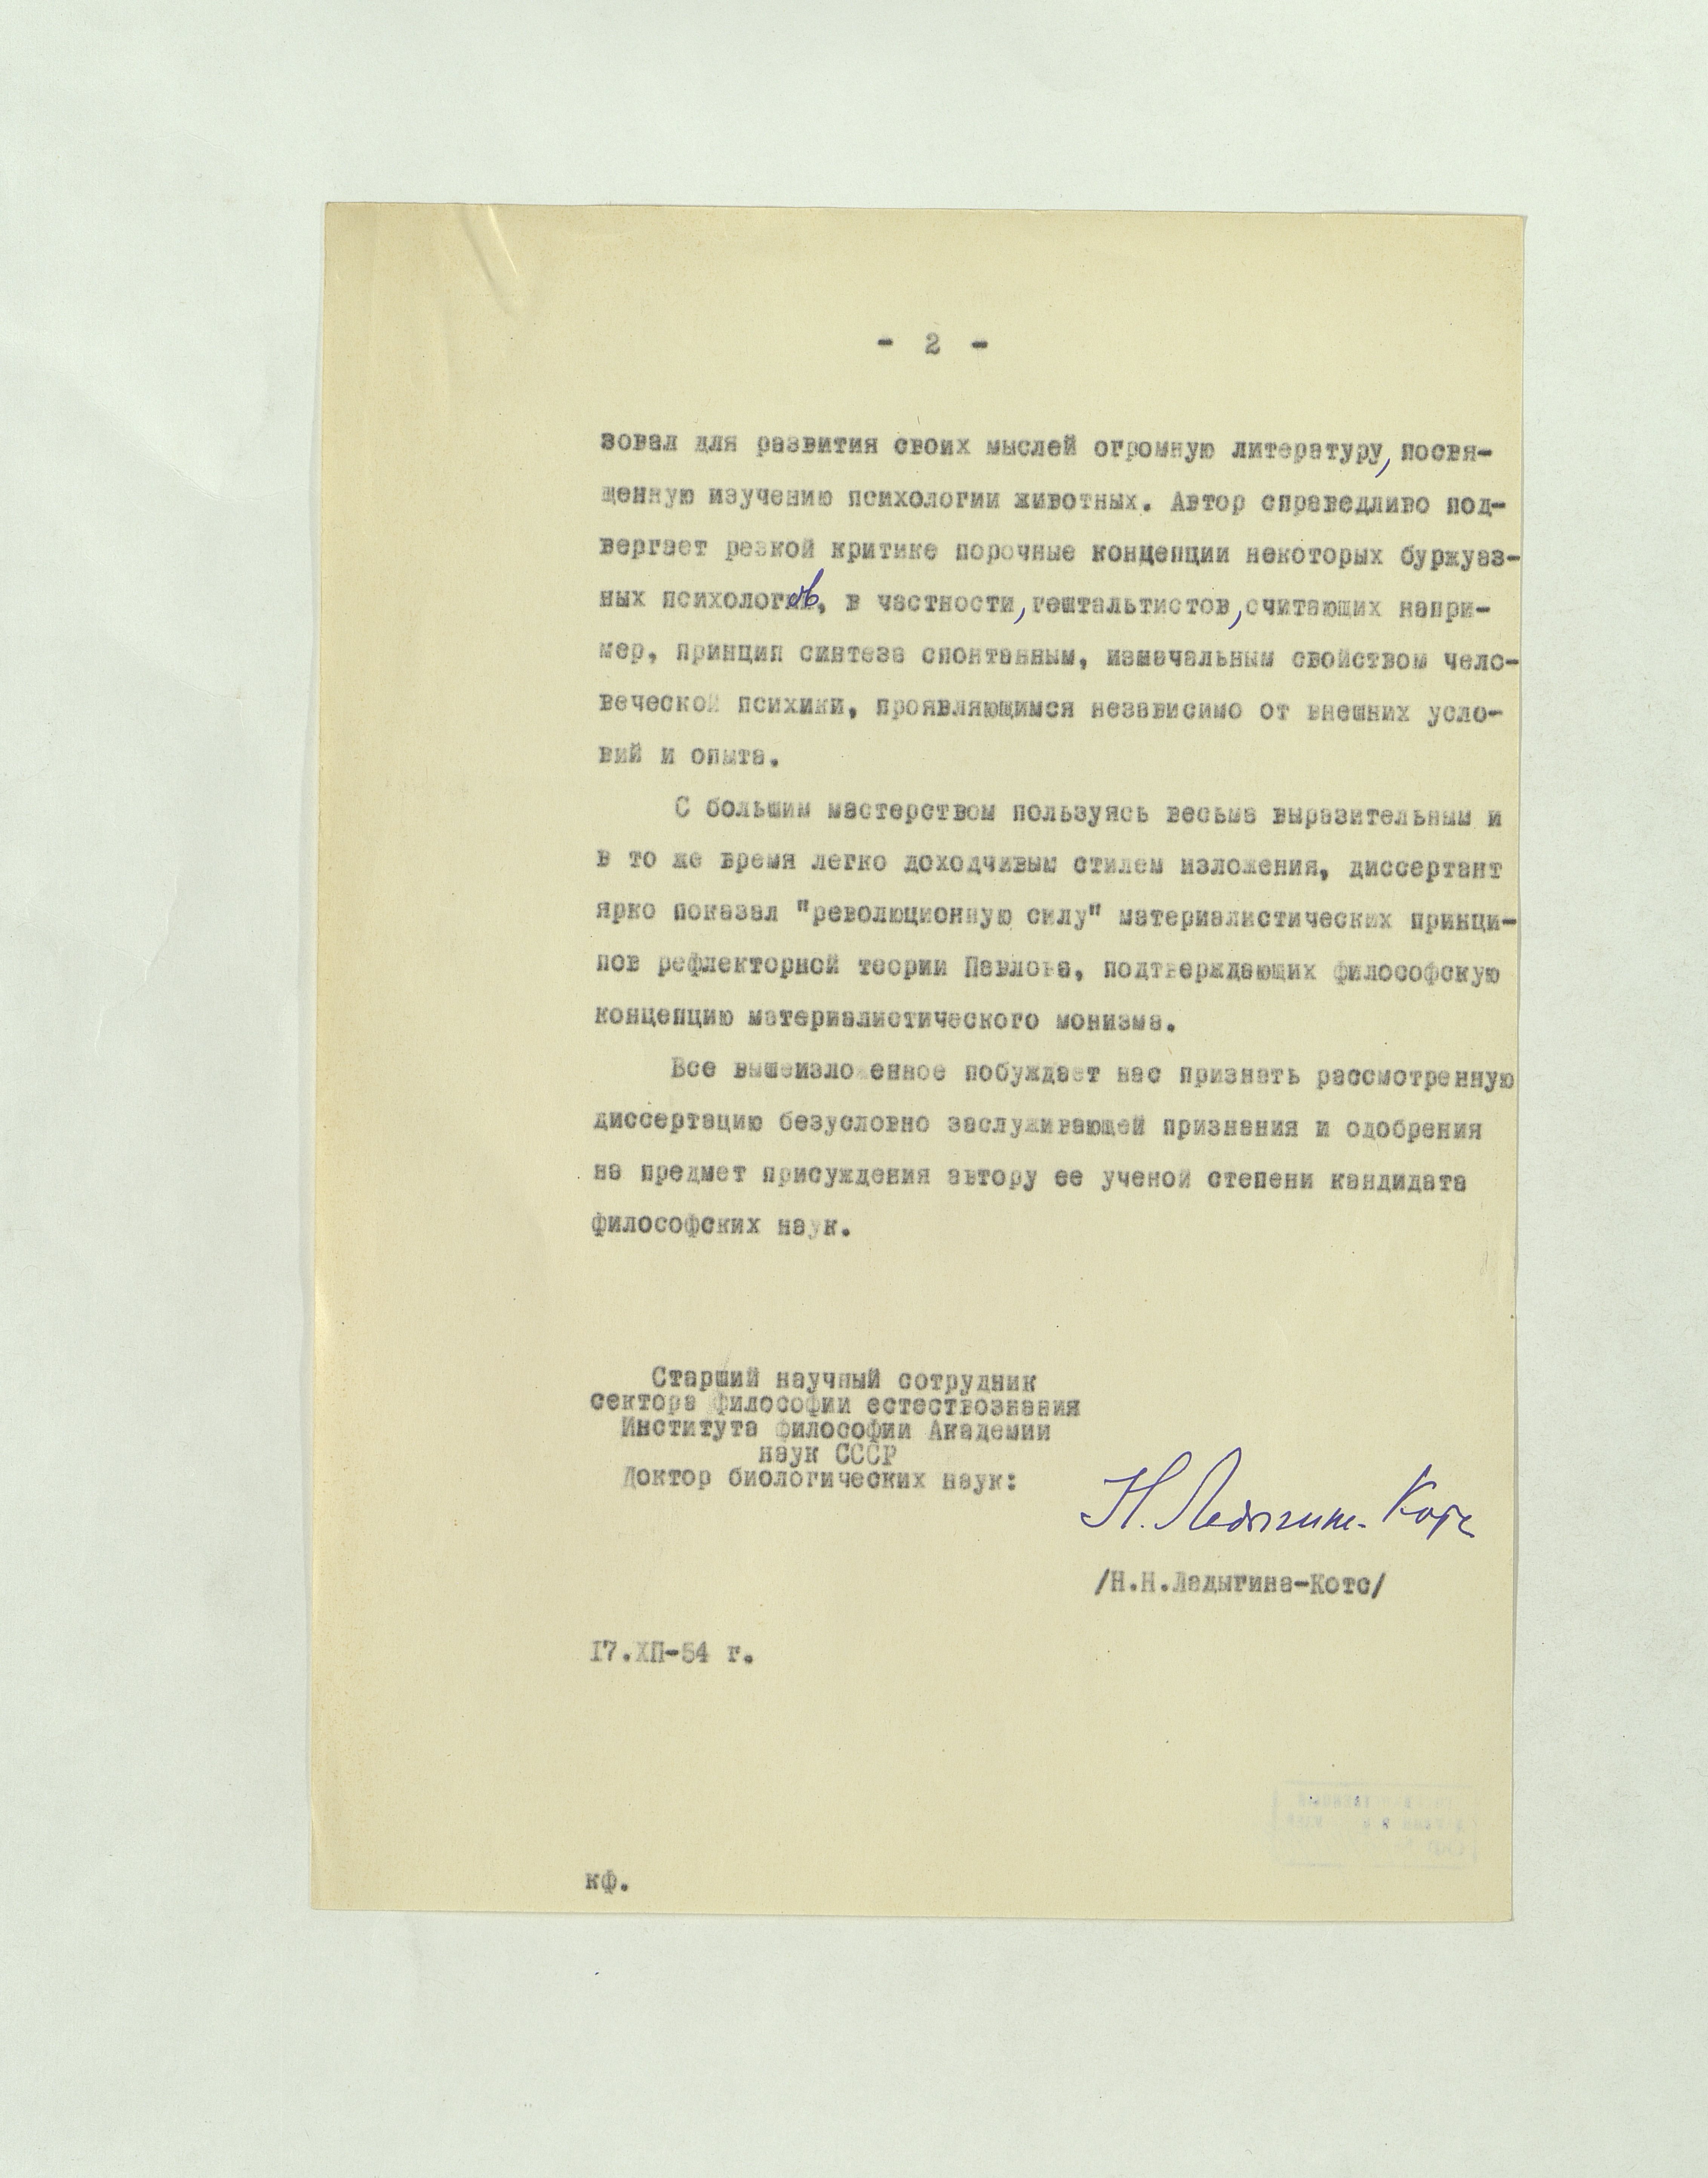 - 2 -
зовал для развития своих мыслей огромную литературу, посвя-
щенную изучению психологии животных. Автор справедливо под-
вергает резкой критике порочные концепции некоторых буржуаз-
ных психологов, в частности, гештальтистов, считающих напри-
мер, принцип синтеза спонтанным, изначальным свойством чело-
веческой психики, проявляющимся независимо от внешних усло-
вий и опыта.
С большим мастерством пользуясь весьма выразительным и
в то же время легко доходчивым стилем изложения, диссертант
ярко показал "революционную силу" материалистических принци-
пов рефлекторной теории Павлова, подтверждающих философскую
концепцию материалистического монизма.
Все вышеизложенное побуждает нас признать рассмотренную
диссертацию безусловно заслуживающей признания и одобрения
на предмет присуждения автору ее ученой степени кандидата
философских наук.
Старший научный сотрудник
сектора философии естествознания
Института философии Академии
наук СССР
Доктор биологических наук:
Н. Ладыгина-Котс
/Н.Н.Ладыгина-Котс/
17.ХП-54 г.
кф.